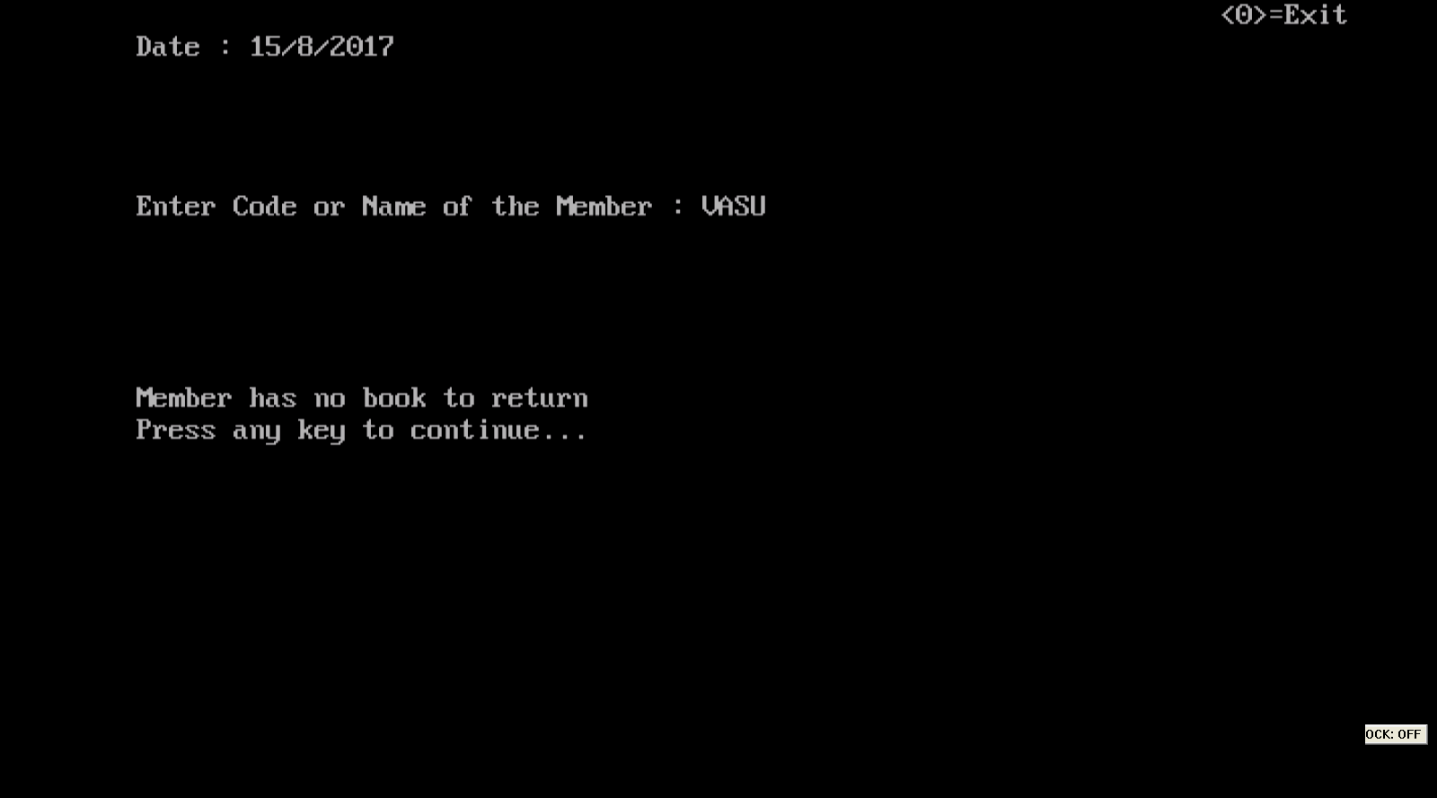 <0>=Exit
Date : 15/8/2017
Enter Code or Name of the Member : VASU
Member has no book to return
Press any key to continue...
OCK: OFF